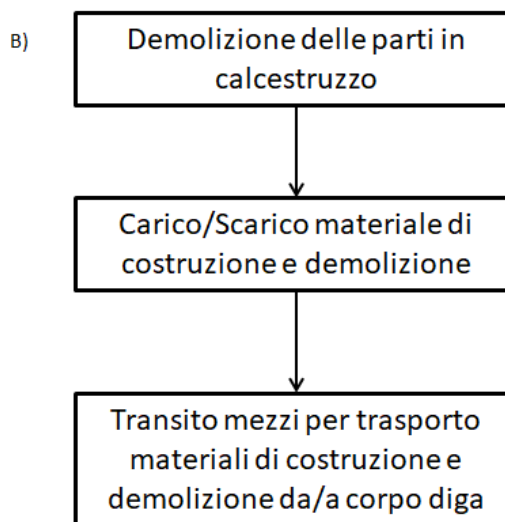 B)
Demolizione delle parti in
calcestruzzo
Carico/Scarico materiale di
costruzione e demolizione
Transito mezzi per trasporto
materiali di costruzione e
demolizione da/a corpo diga